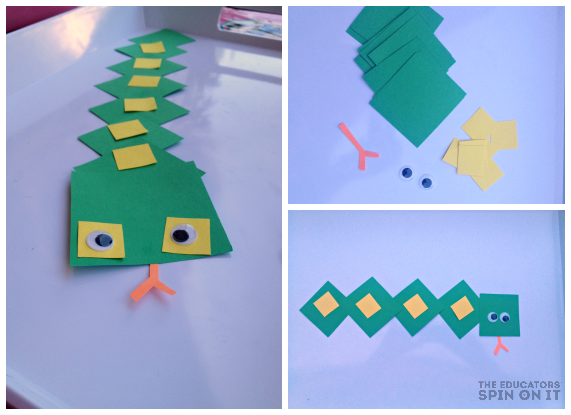 THE EDUCATORS
SPIN ON IT